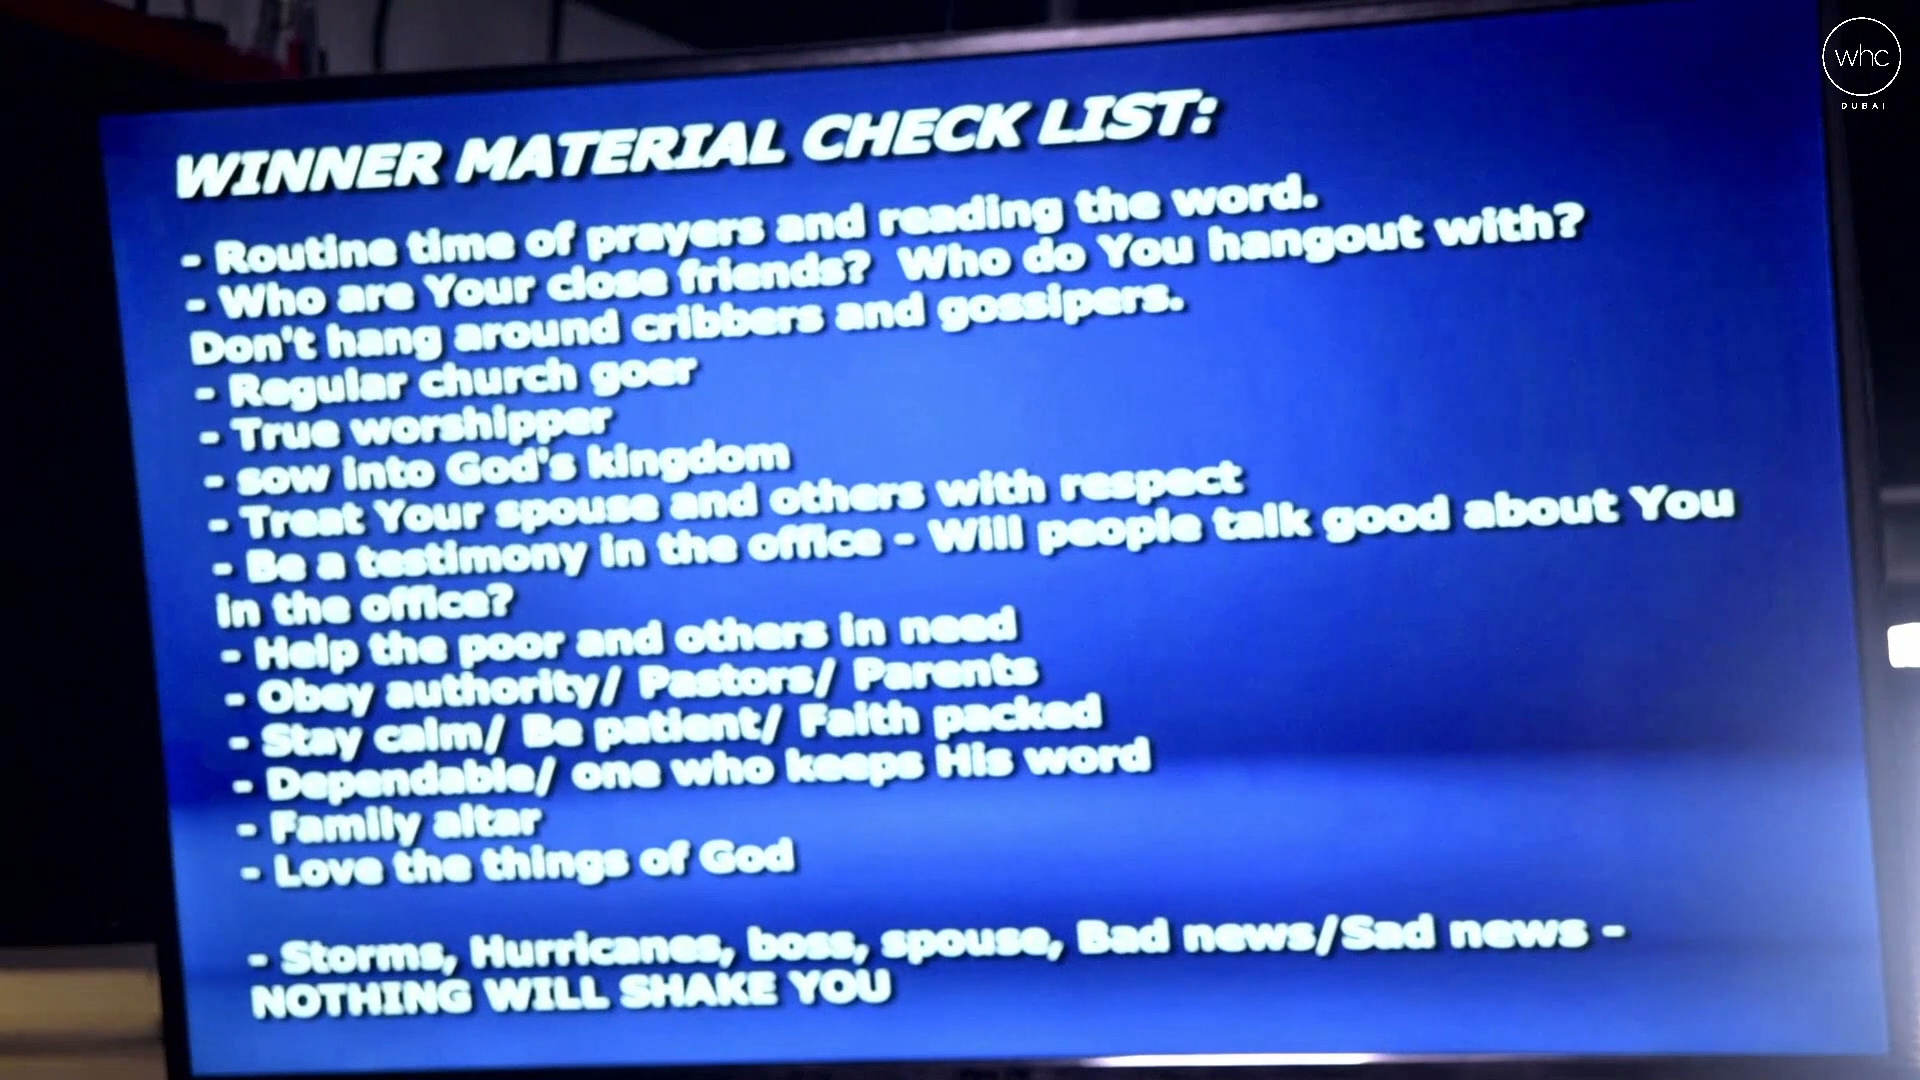 WINNER MATERIAL CHECK LIST:
- Routine time of prayers and reading the word.
- Who are Your close friends?  Who do You hangout with?
Don't hang around cribbers and gossipers.
- Regular church goer
- True worshipper
- sow into God's kingdom
- Treat Your spouse and others with respect
- Be a testimony in the office - Will people talk good about You
in the office?
- Help the poor and others in need
- Obey authority/ Pastors/ Parents
- Stay calm/ Be patient/ Faith packed
- Dependable/ one who keeps His word
- Family altar
- Love the things of God
- Storms, Hurricanes, boss, spouse, Bad news/Sad news -
NOTHING WILL SHAKE YOU
whc
DUBAI